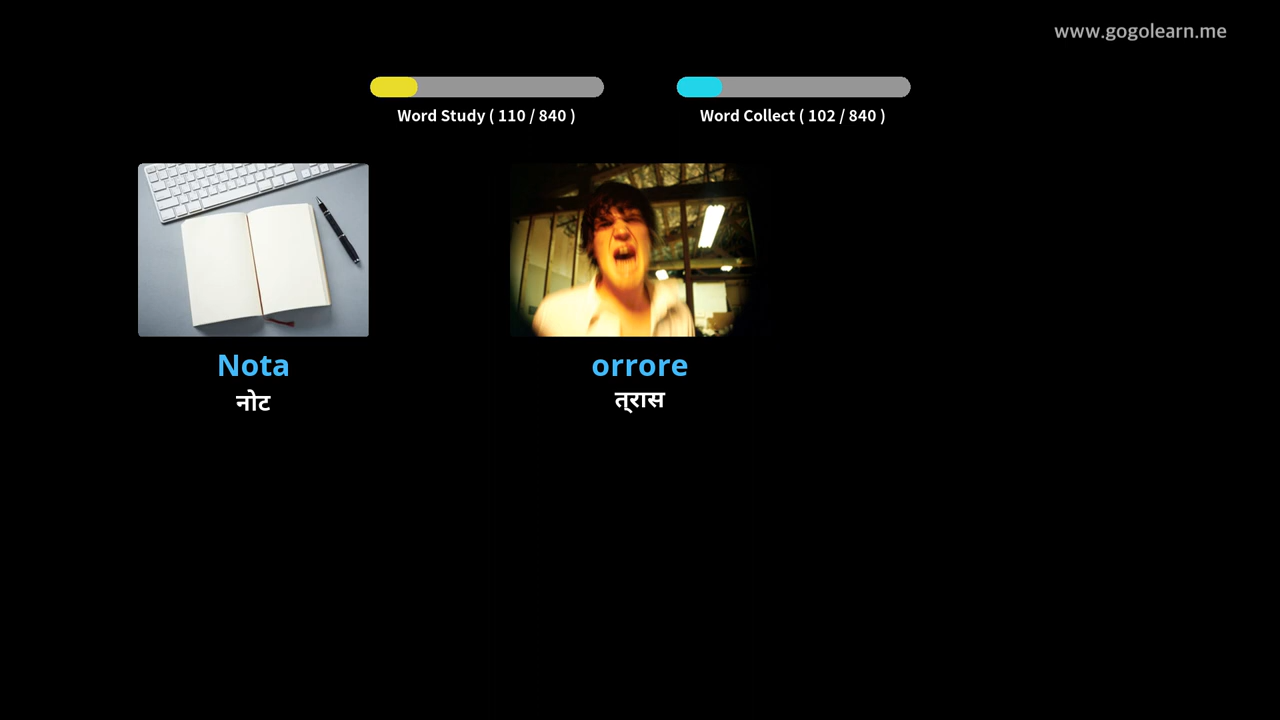 www.gogolearn.me
Word Study ( 110 / 840 )
Word Collect ( 102 / 840 )
Nota
नोट
orrore
त्रास